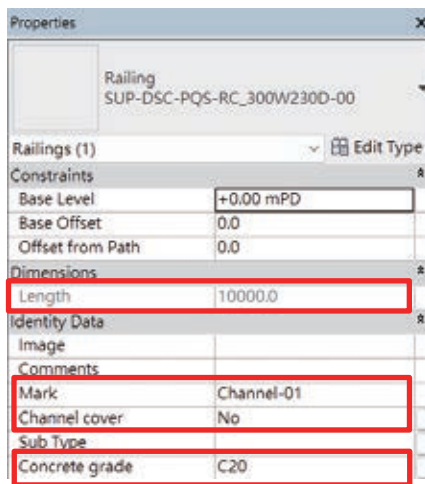 Properties
Railing
SUP-DSC-PQS-RC_300W230D-00
Railings (1) Edit Type
Constraints
Base Level +0.00 mPD
Base Offset 0.0
Offset from Path 0.0
Dimensions
Length 10000.0
Identity Data
Image
Comments
Mark Channel-01
Channel cover No
Sub Type
Concrete grade C20